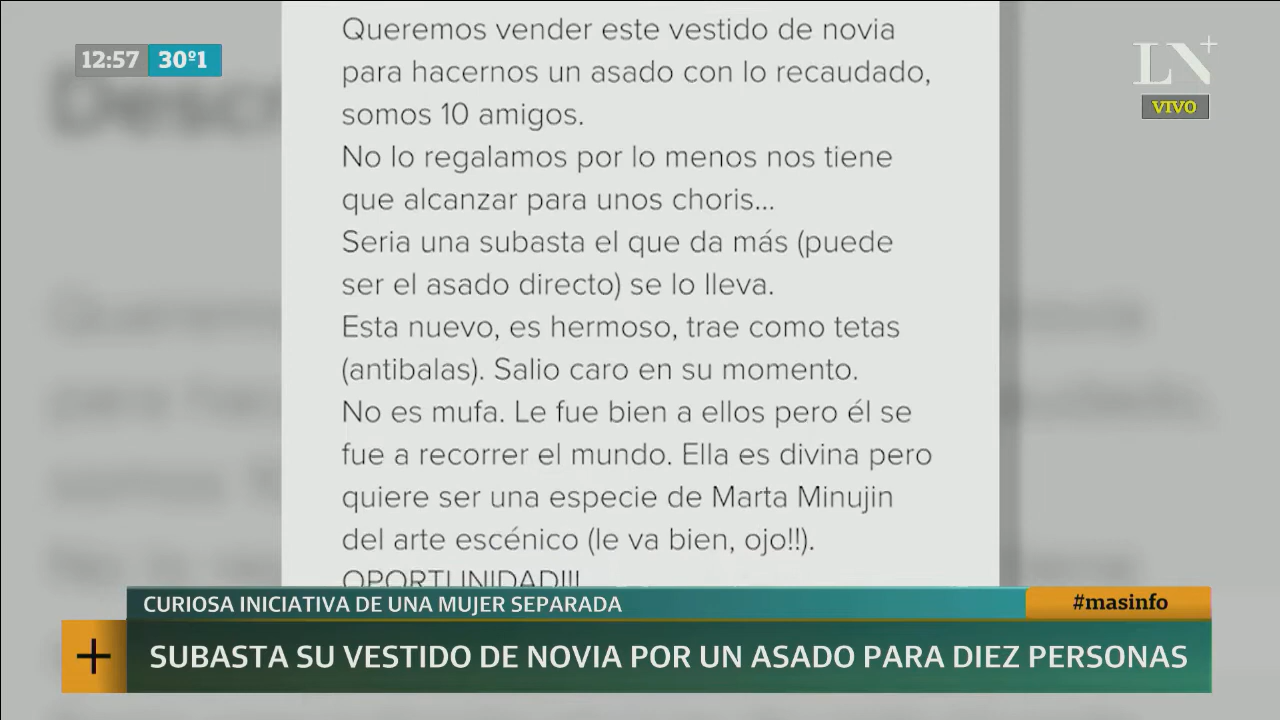 12:57 30º1
LN+
VIVO
Descr
Queremos vender este vestido de novia
para hacernos un asado con lo recaudado,
somos 10 amigos.
No lo regalamos por lo menos nos tiene
que alcanzar para unos choris...
Seria una subasta el que da más (puede
ser el asado directo) se lo lleva.
Esta nuevo, es hermoso, trae como tetas
(antibalas). Salio caro en su momento.
No es mufa. Le fue bien a ellos pero él se
fue a recorrer el mundo. Ella es divina pero
quiere ser una especie de Marta Minujin
del arte escénico (le va bien, ojo!!).
OPORTUNIDAD!!!
CURIOSA INICIATIVA DE UNA MUJER SEPARADA
#masinfo
+ SUBASTA SU VESTIDO DE NOVIA POR UN ASADO PARA DIEZ PERSONAS